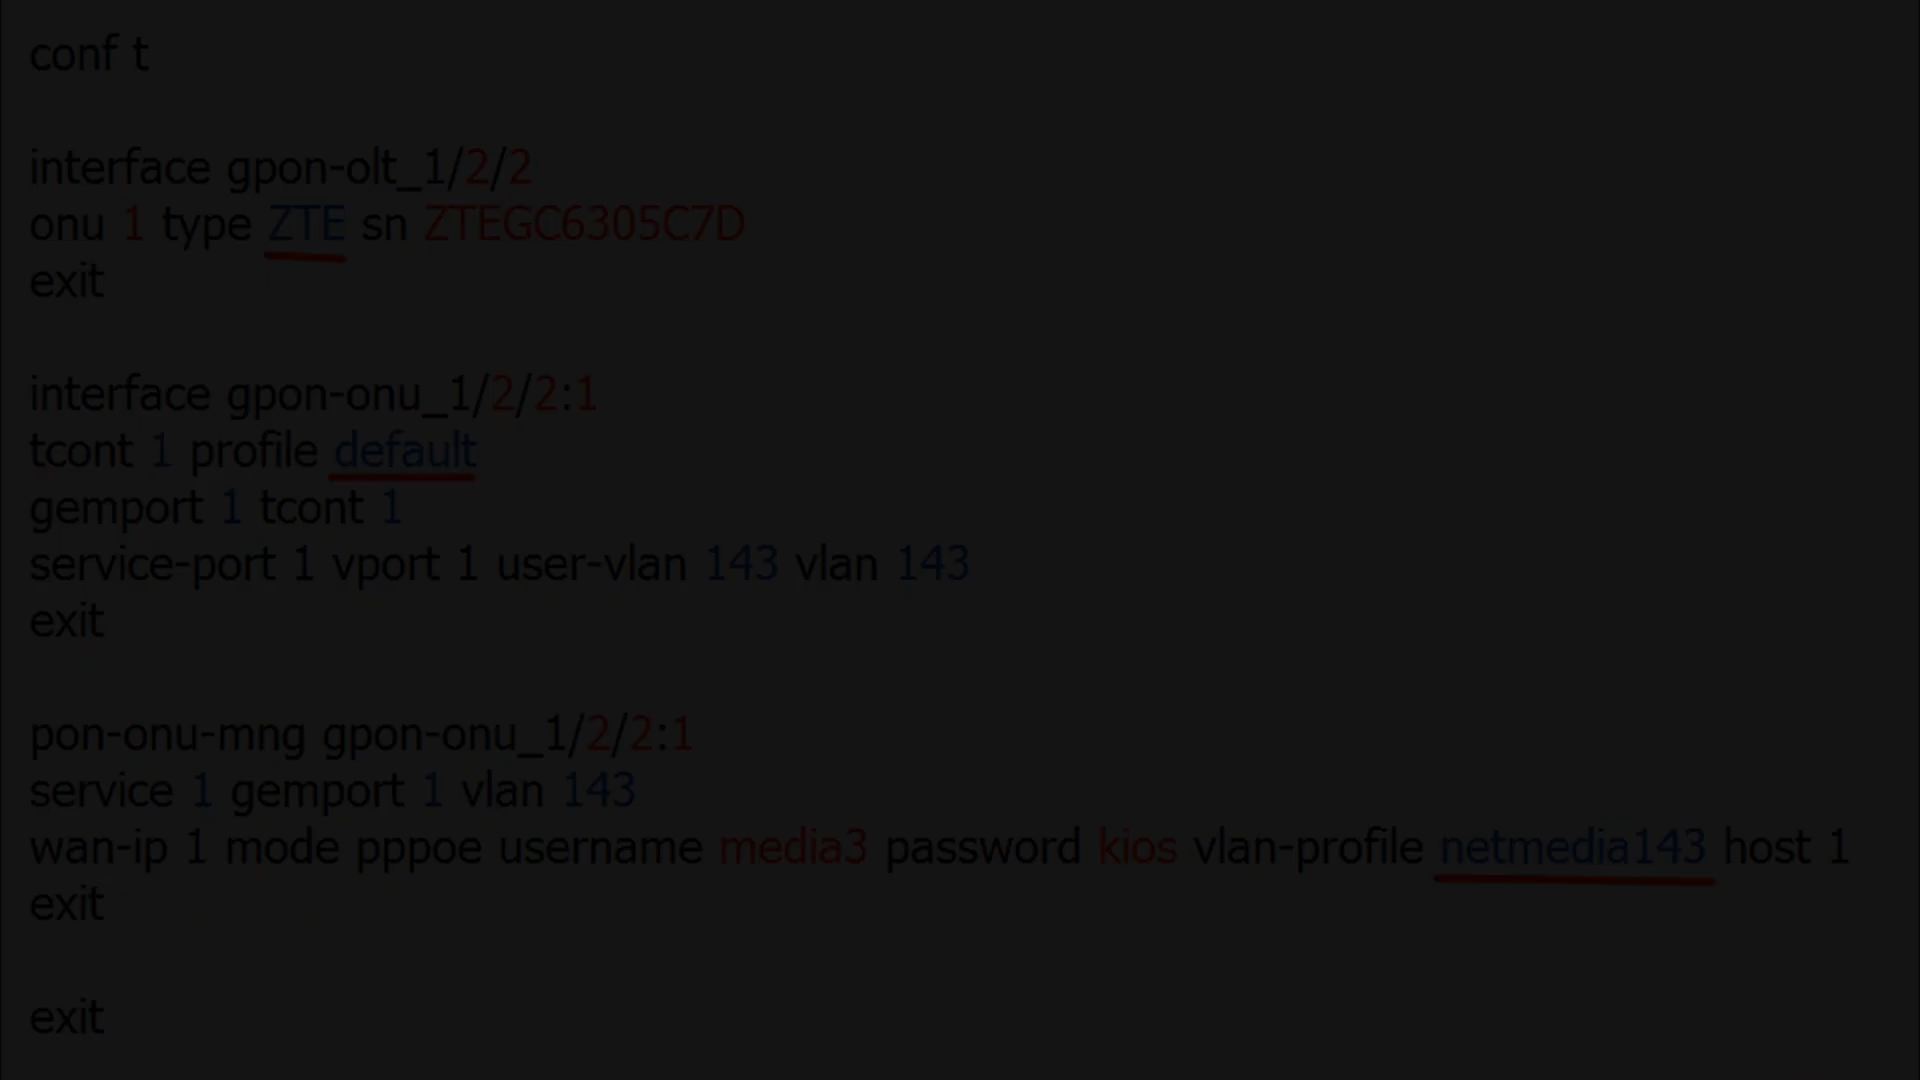 conf t
interface gpon-olt_1/2/2
onu 1 type ZTE sn ZTEGC6305C7D
exit
interface gpon-onu_1/2/2:1
tcont 1 profile default
gemport 1 tcont 1
service-port 1 vport 1 user-vlan 143 vlan 143
exit
pon-onu-mng gpon-onu_1/2/2:1
service 1 gemport 1 vlan 143
wan-ip 1 mode pppoe username media3 password kios vlan-profile netmedia143 host 1
exit
exit